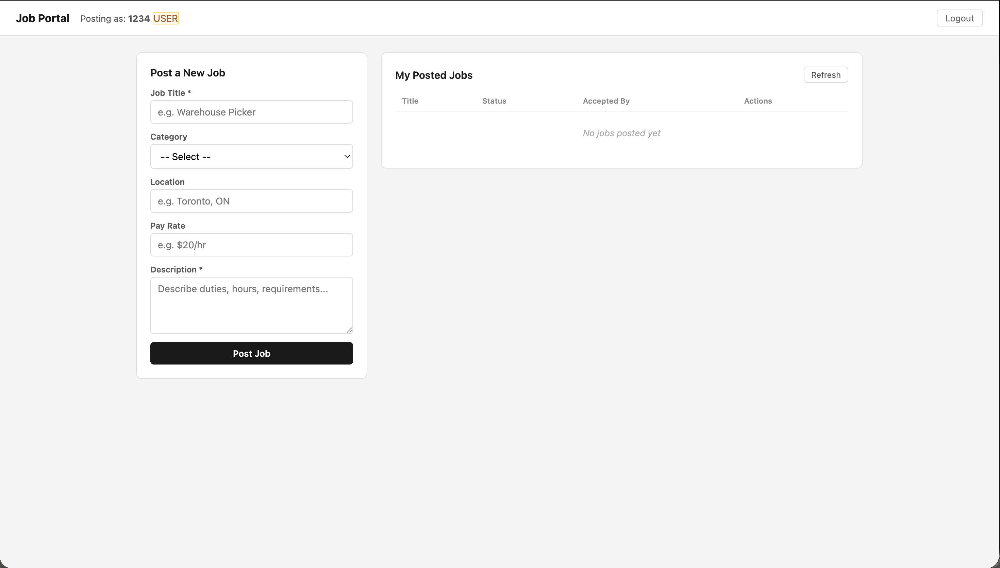 Job Portal Posting as: 1234 USER Logout
Post a New Job
Job Title *
e.g. Warehouse Picker
Category
-- Select --
Location
e.g. Toronto, ON
Pay Rate
e.g. $20/hr
Description *
Describe duties, hours, requirements...
Post Job
My Posted Jobs Refresh
Title Status Accepted By Actions
No jobs posted yet